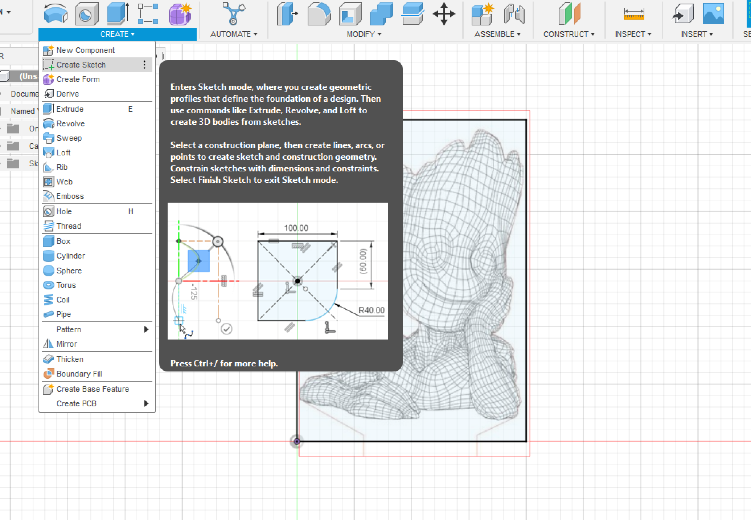 CREATE ▾
AUTOMATE ▾
MODIFY ▾
ASSEMBLE ▾
CONSTRUCT ▾
INSPECT ▾
INSERT ▾
SE
R
(Uns
Docume
Named V
Or
Ca
Sk
New Component
Create Sketch
Create Form
Derive
Extrude E
Revolve
Sweep
Loft
Rib
Web
Emboss
Hole H
Thread
Box
Cylinder
Sphere
Torus
Coil
Pipe
Pattern
Mirror
Thicken
Boundary Fill
Create Base Feature
Create PCB
Enters Sketch mode, where you create geometric
profiles that define the foundation of a design. Then
use commands like Extrude, Revolve, and Loft to
create 3D bodies from sketches.
Select a construction plane, then create lines, arcs, or
points to create sketch and construction geometry.
Constrain sketches with dimensions and constraints.
Select Finish Sketch to exit Sketch mode.
100.00
(60.00)
-125
R40.00
Press Ctrl+/ for more help.